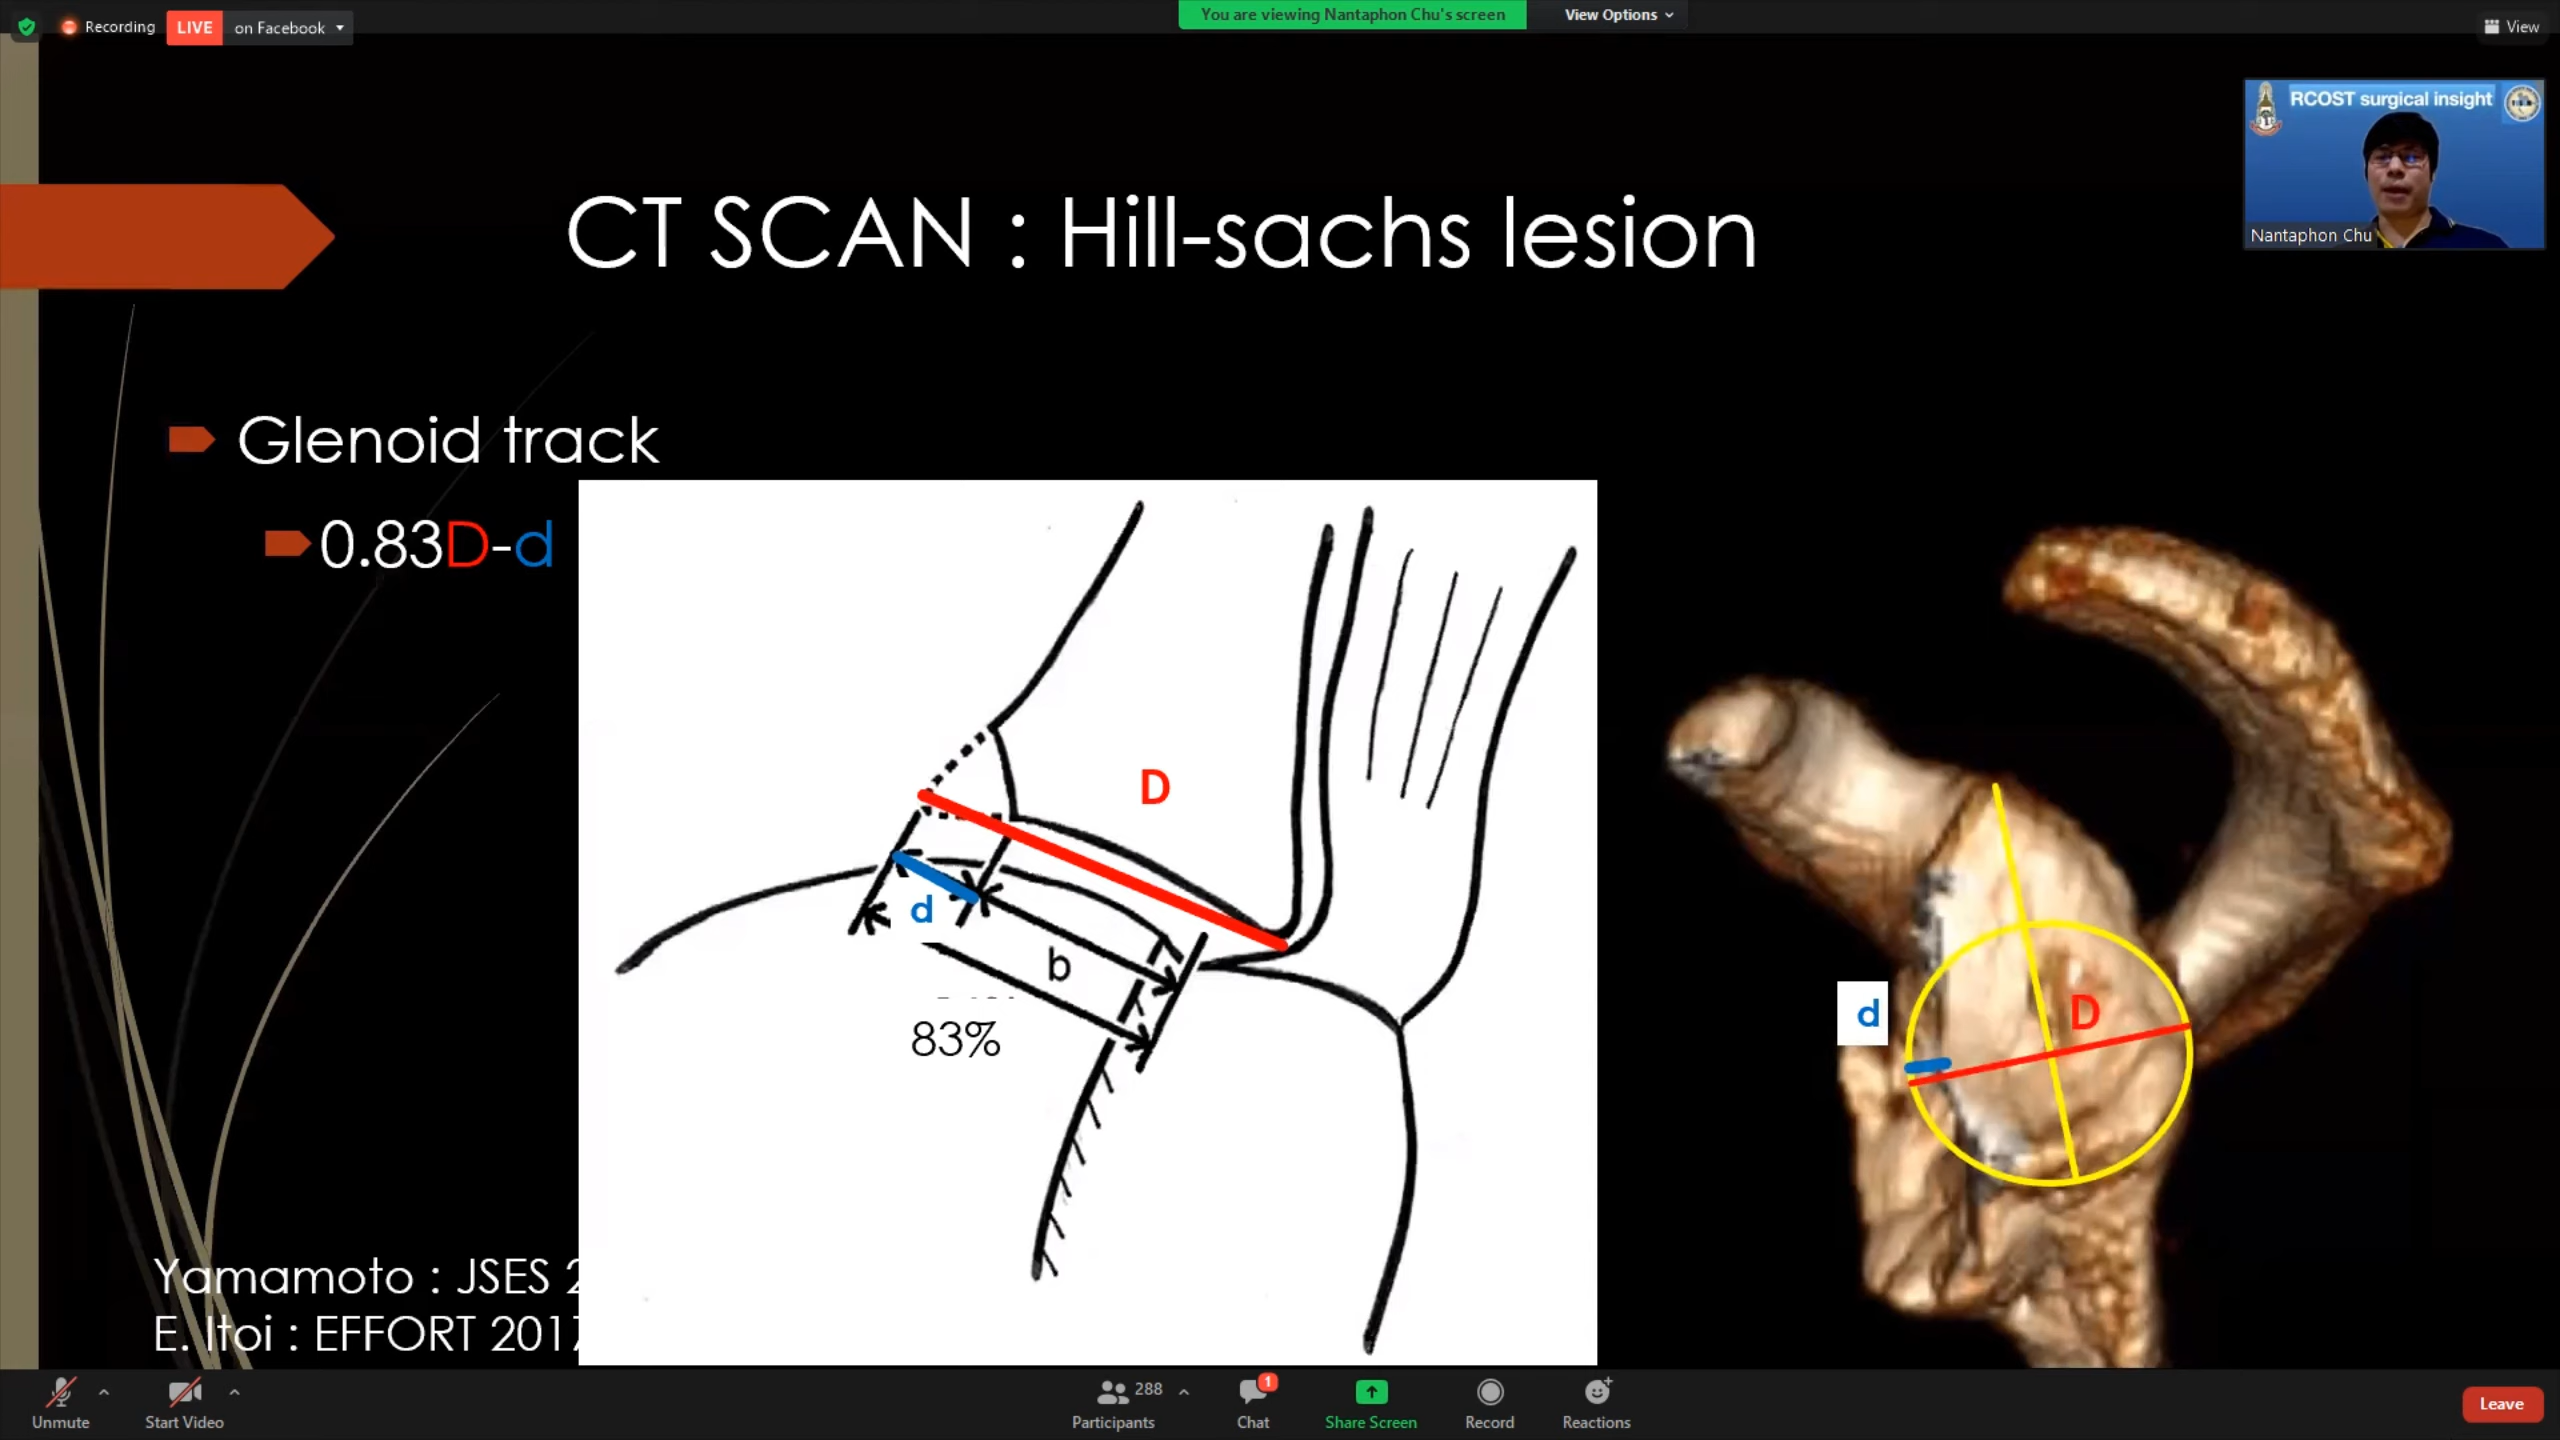 Recording
LIVE on Facebook
You are viewing Nantaphon Chu's screen
View Options
View
RCOST surgical insight
Nantaphon Chu
CT SCAN : Hill-sachs lesion
Glenoid track
0.83D-d
D
d
b
83%
d
D
Yamamoto : JSES 2
E. Itoi : EFFORT 2017
Unmute
Start Video
288
Participants
1
Chat
Share Screen
Record
Reactions
Leave